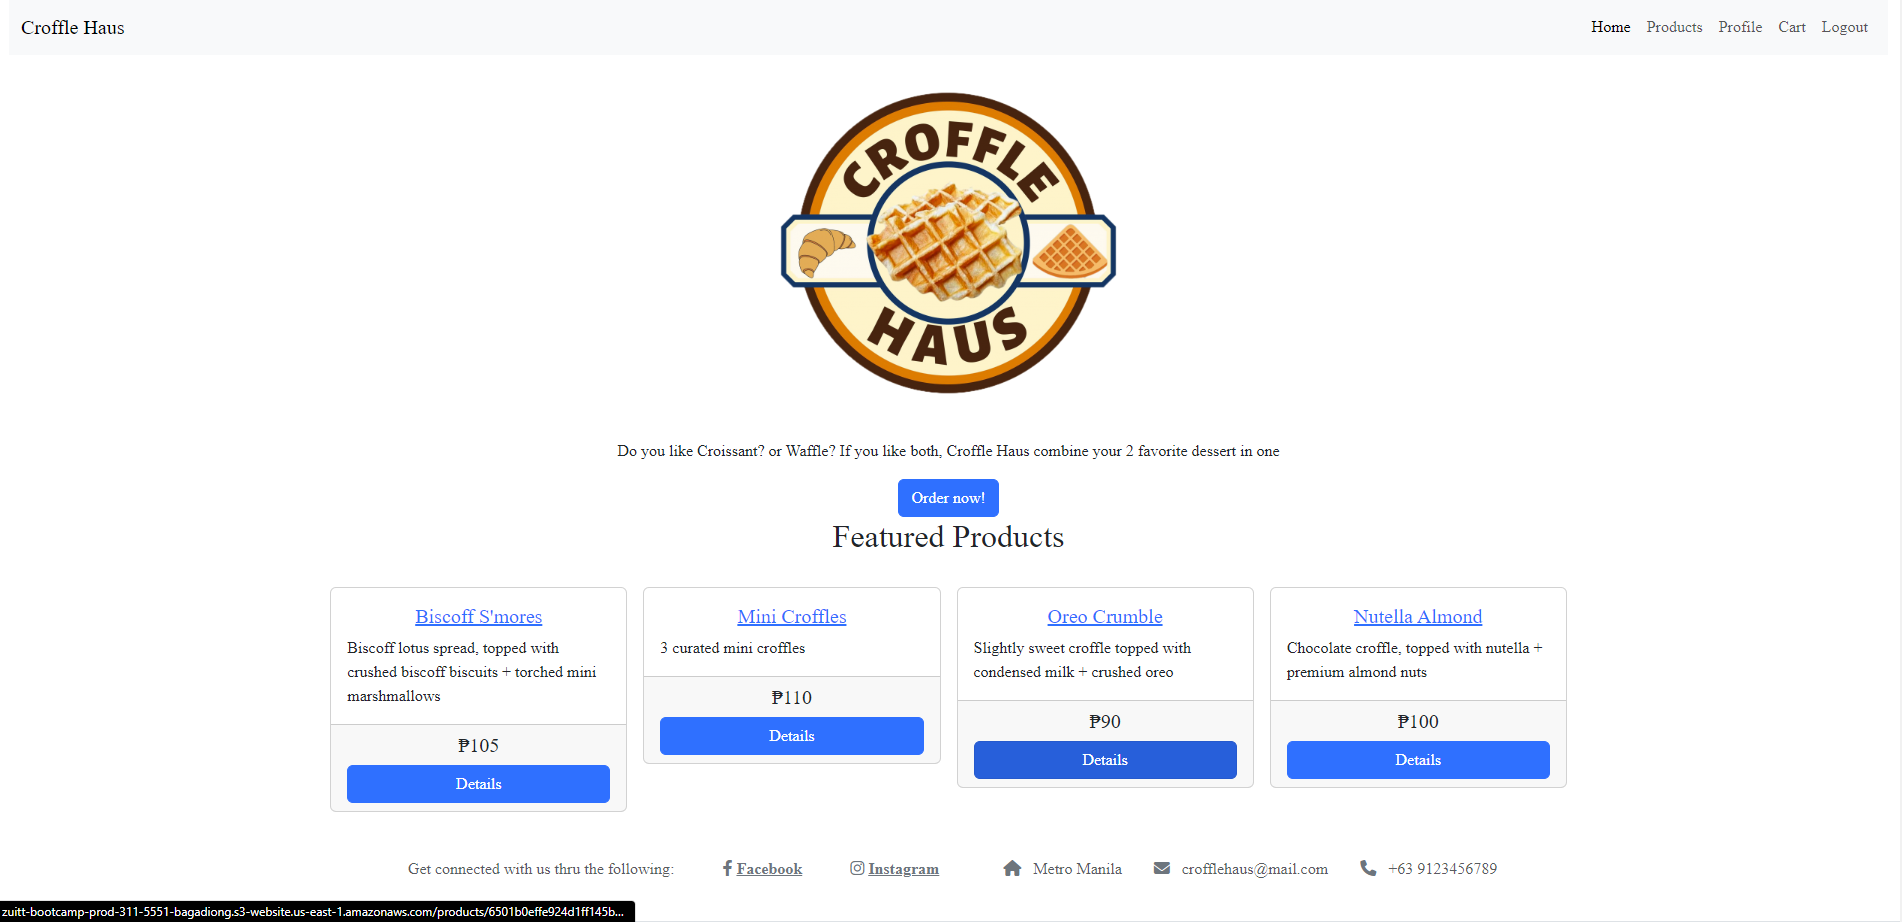 Croffle Haus
Home Products Profile Cart Logout
CROFFLE
HAUS
Do you like Croissant? or Waffle? If you like both, Croffle Haus combine your 2 favorite dessert in one
Order now!
Featured Products
Biscoff S'mores
Biscoff lotus spread, topped with
crushed biscoff biscuits + torched mini
marshmallows
₱105
Details
Mini Croffles
3 curated mini croffles
₱110
Details
Oreo Crumble
Slightly sweet croffle topped with
condensed milk + crushed oreo
₱90
Details
Nutella Almond
Chocolate croffle, topped with nutella +
premium almond nuts
₱100
Details
Get connected with us thru the following: Facebook Instagram Metro Manila crofflehaus@mail.com +63 9123456789
zuitt-bootcamp-prod-311-5551-bagadiong.s3-website.us-east-1.amazonaws.com/products/6501b0effe924d1ff145b...